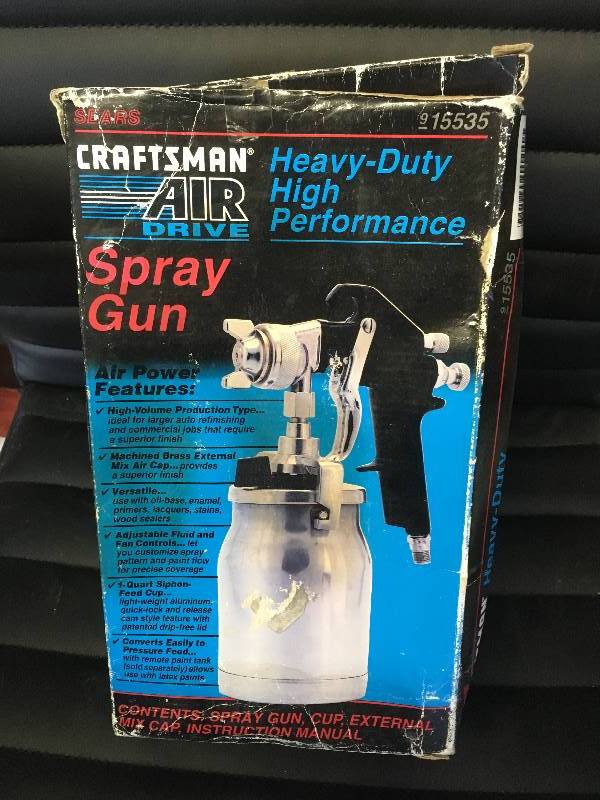 SEARS
9 15535
CRAFTSMAN®
AIR
DRIVE
Heavy-Duty
High
Performance
Spray
Gun
Air Power
Features:
✓ High-Volume Production Type...
ideal for larger auto refinishing
and commercial jobs that require
a superior finish
✓ Machined Brass External
Mix Air Cap... provides
a superior finish
✓ Versatile...
use with oil-base, enamel,
primers, lacquers, stains,
wood sealers
✓ Adjustable Fluid and
Fan Controls... let
you customize spray
pattern and paint flow
for precise coverage
✓ 1-Quart Siphon-
Feed Cup...
light-weight aluminum,
quick-lock and release
cam style feature with
patented drip-free lid
✓ Converts Easily to
Pressure Feed...
with remote paint tank
(sold separately) allows
use with latex paints
CONTENTS: SPRAY GUN, CUP, EXTERNAL
MIX CAP, INSTRUCTION MANUAL
9 15535
Heavy-Duty